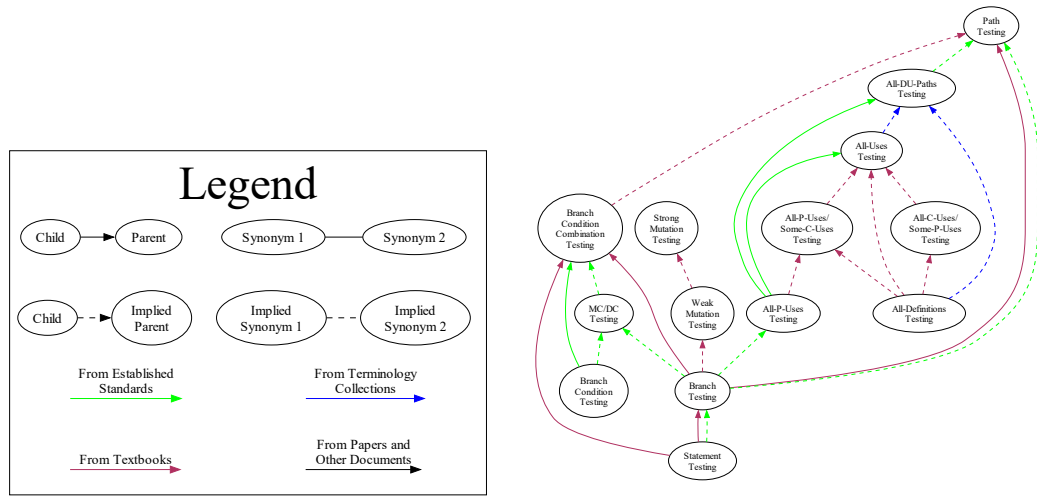 Legend
Child
Parent
Synonym 1
Synonym 2
Child
Implied
Parent
Implied
Synonym 1
Implied
Synonym 2
From Established
Standards
From Terminology
Collections
From Textbooks
From Papers and
Other Documents
Path
Testing
All-DU-Paths
Testing
All-Uses
Testing
Branch
Condition
Combination
Testing
Strong
Mutation
Testing
All-P-Uses/
Some-C-Uses
Testing
All-C-Uses/
Some-P-Uses
Testing
MC/DC
Testing
Weak
Mutation
Testing
All-P-Uses
Testing
All-Definitions
Testing
Branch
Condition
Testing
Branch
Testing
Statement
Testing